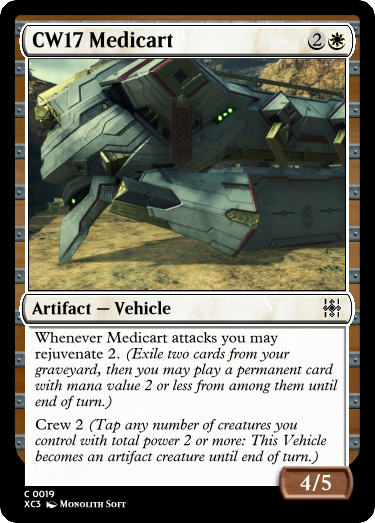 CW17 Medicart
2
Artifact — Vehicle
Whenever Medicart attacks you may
rejuvenate 2. (Exile two cards from your
graveyard, then you may play a permanent card
with mana value 2 or less from among them until
end of turn.)
Crew 2 (Tap any number of creatures you
control with total power 2 or more: This Vehicle
becomes an artifact creature until end of turn.)
4/5
C 0019
XC3 Monolith Soft